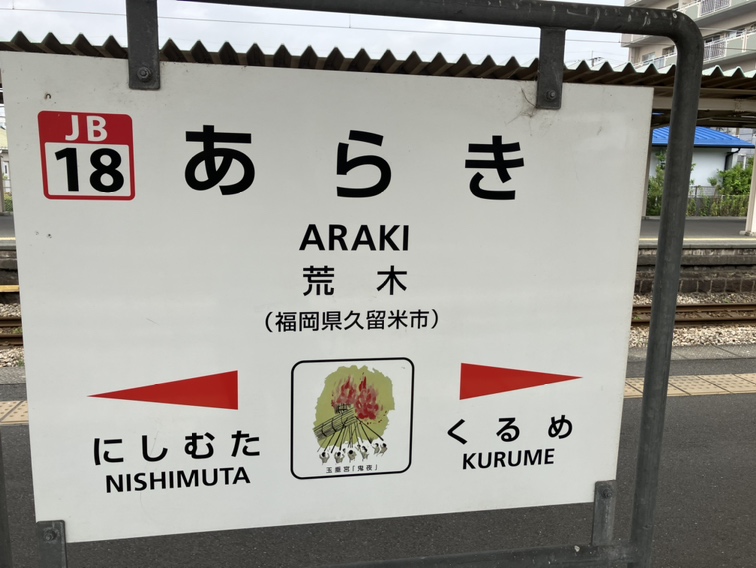 JB
18
あらき
ARAKI
荒木
（福岡県久留米市）
にしむた
NISHIMUTA
くるめ
KURUME
玉垂宮「鬼夜」